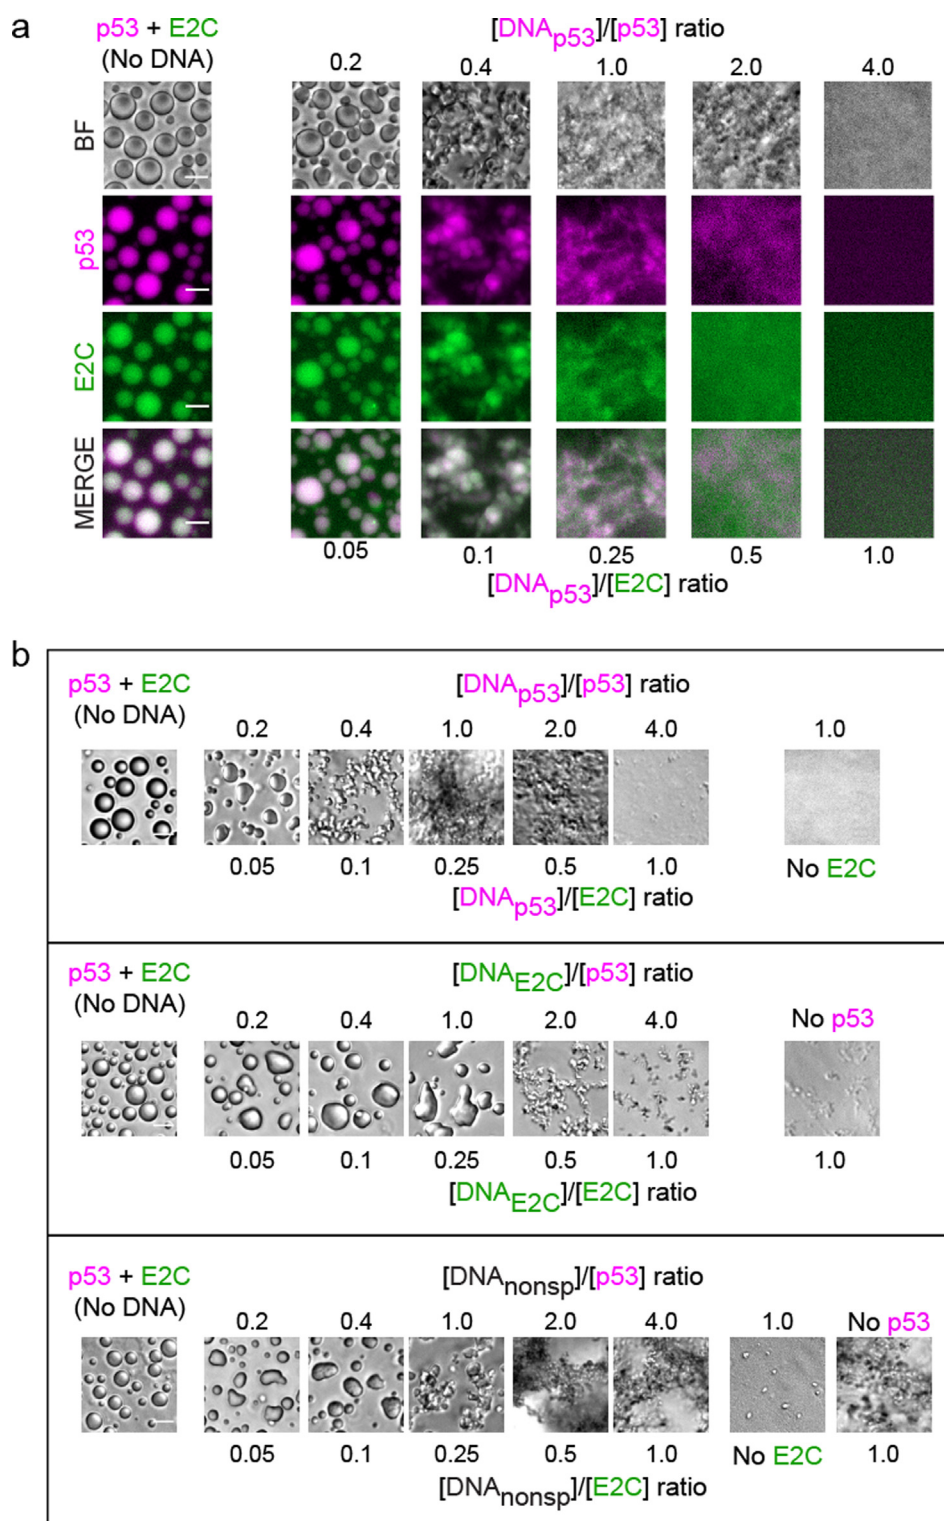 a
p53 + E2C
(No DNA)
[DNAp53]/[p53] ratio
0.2 0.4 1.0 2.0 4.0
BF
p53
E2C
MERGE
0.05 0.1 0.25 0.5 1.0
[DNAp53]/[E2C] ratio
b
p53 + E2C
(No DNA)
[DNAp53]/[p53] ratio
0.2 0.4 1.0 2.0 4.0 1.0
0.05 0.1 0.25 0.5 1.0 No E2C
[DNAp53]/[E2C] ratio
p53 + E2C
(No DNA)
[DNAE2C]/[p53] ratio
0.2 0.4 1.0 2.0 4.0 No p53
0.05 0.1 0.25 0.5 1.0 1.0
[DNAE2C]/[E2C] ratio
p53 + E2C
(No DNA)
[DNAnonsp]/[p53] ratio
0.2 0.4 1.0 2.0 4.0 1.0 No p53
0.05 0.1 0.25 0.5 1.0 No E2C 1.0
[DNAnonsp]/[E2C] ratio